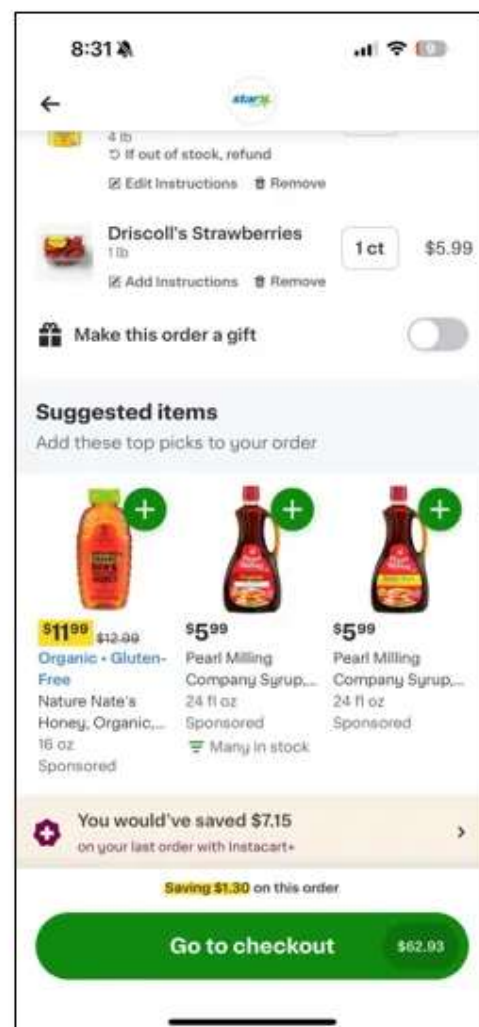 8:31
star
4 lb
If out of stock, refund
Edit Instructions Remove
Driscoll's Strawberries
1 lb
1 ct $5.99
Add Instructions Remove
Make this order a gift
Suggested items
Add these top picks to your order
$11.99 $12.99
Organic • Gluten-Free
Nature Nate's
Honey, Organic,...
16 oz
Sponsored
$5.99
Pearl Milling
Company Syrup,...
24 fl oz
Sponsored
Many in stock
$5.99
Pearl Milling
Company Syrup,...
24 fl oz
Sponsored
You would've saved $7.15
on your last order with Instacart+
Saving $1.30 on this order
Go to checkout $62.93